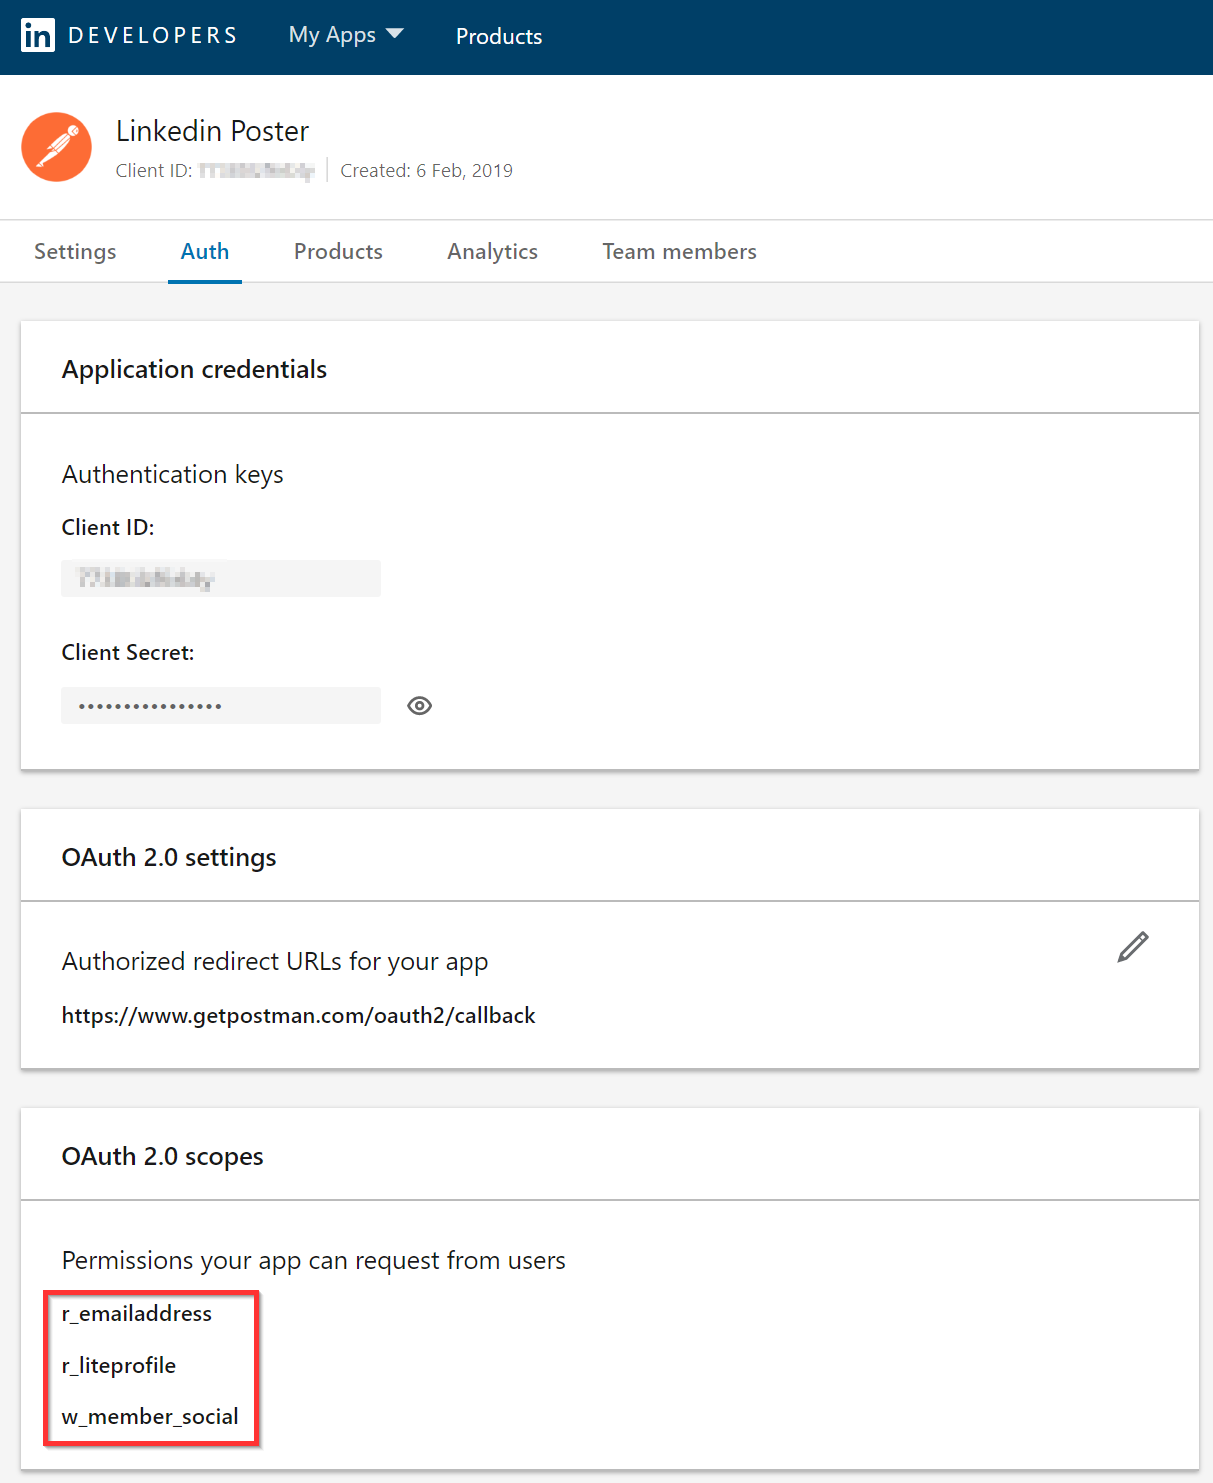 in DEVELOPERS My Apps Products
Linkedin Poster
Client ID: Created: 6 Feb, 2019
Settings Auth Products Analytics Team members
Application credentials
Authentication keys
Client ID:
Client Secret:
••••••••••••••••
OAuth 2.0 settings
Authorized redirect URLs for your app
https://www.getpostman.com/oauth2/callback
OAuth 2.0 scopes
Permissions your app can request from users
r_emailaddress
r_liteprofile
w_member_social